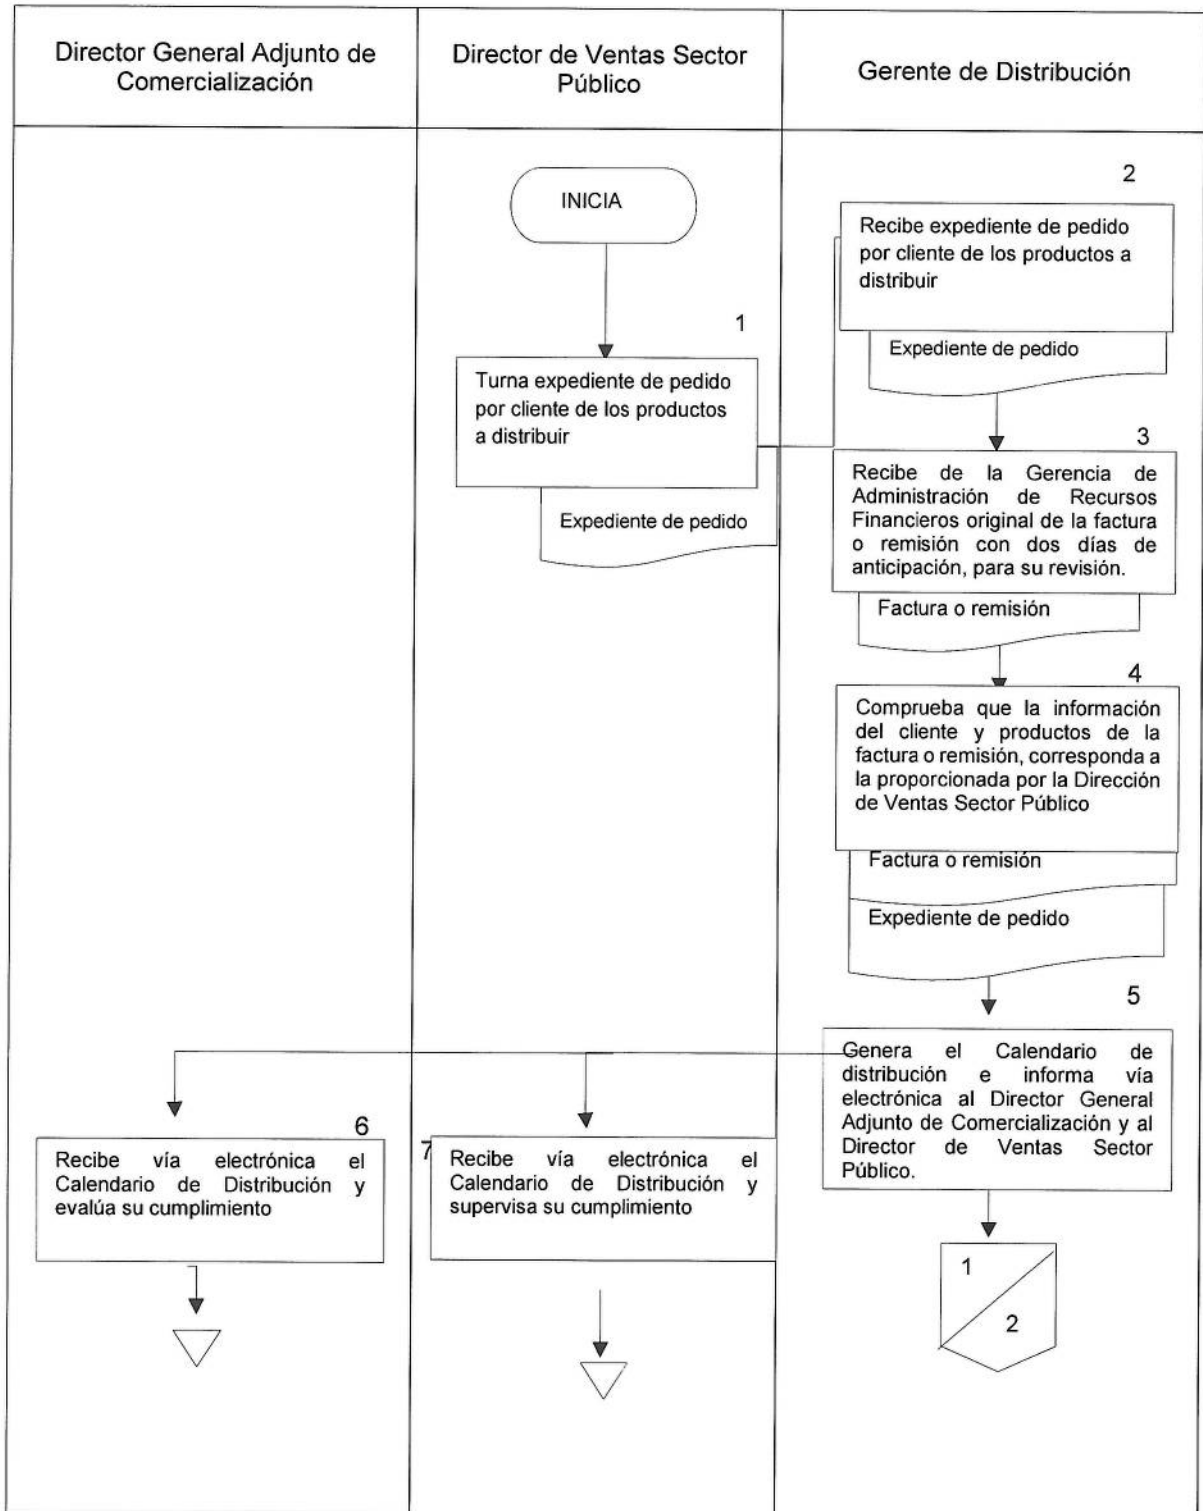 Director General Adjunto de
Comercialización
Director de Ventas Sector
Público
Gerente de Distribución
INICIA
1
Turna expediente de pedido
por cliente de los productos
a distribuir
Expediente de pedido
2
Recibe expediente de pedido
por cliente de los productos a
distribuir
Expediente de pedido
3
Recibe de la Gerencia de
Administración de Recursos
Financieros original de la factura
o remisión con dos días de
anticipación, para su revisión.
Factura o remisión
4
Comprueba que la información
del cliente y productos de la
factura o remisión, corresponda a
la proporcionada por la Dirección
de Ventas Sector Público
Factura o remisión
Expediente de pedido
5
Genera el Calendario de
distribución e informa vía
electrónica al Director General
Adjunto de Comercialización y al
Director de Ventas Sector
Público.
6
Recibe vía electrónica el
Calendario de Distribución y
evalúa su cumplimiento
7
Recibe vía electrónica el
Calendario de Distribución y
supervisa su cumplimiento
1
2